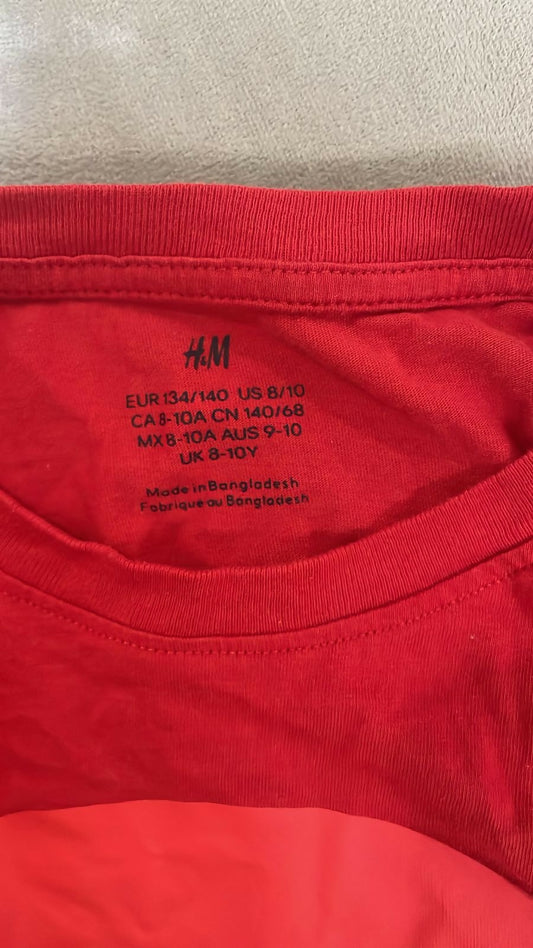 H&M
EUR 134/140 US 8/10
CA 8-10A CN 140/68
MX 8-10A AUS 9-10
UK 8-10Y
Made in Bangladesh
Fabrique au Bangladesh